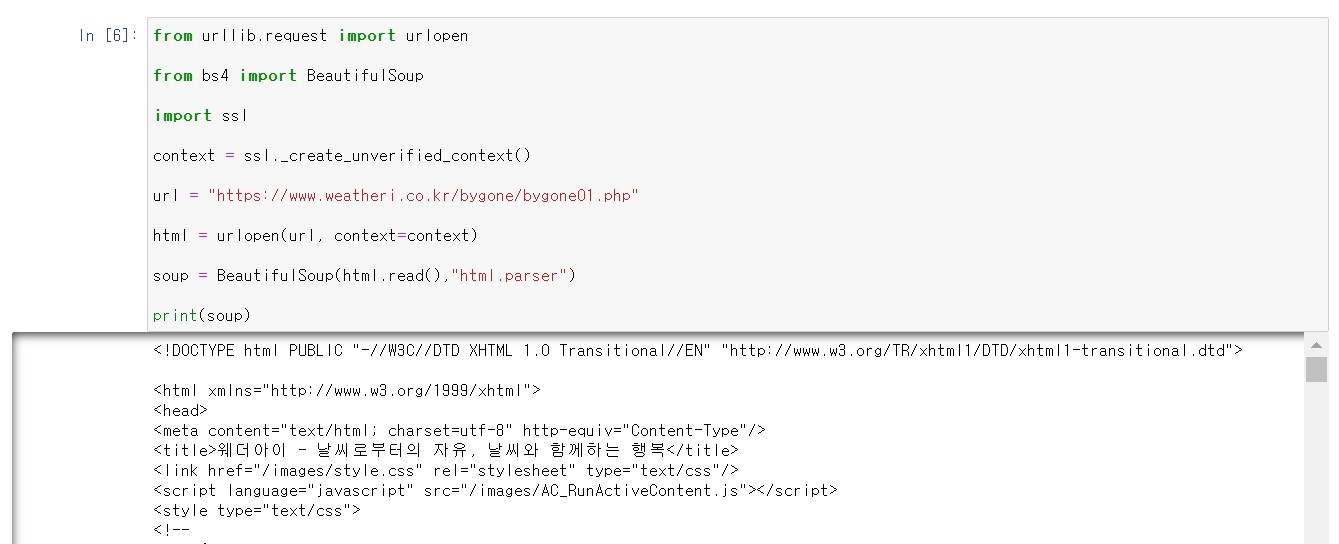 In [6]:
from urllib.request import urlopen
from bs4 import BeautifulSoup
import ssl
context = ssl._create_unverified_context()
url = "https://www.weatheri.co.kr/bygone/bygone01.php"
html = urlopen(url, context=context)
soup = BeautifulSoup(html.read(),"html.parser")
print(soup)
<!DOCTYPE html PUBLIC "-//W3C//DTD XHTML 1.0 Transitional//EN" "http://www.w3.org/TR/xhtml1/DTD/xhtml1-transitional.dtd">
<html xmlns="http://www.w3.org/1999/xhtml">
<head>
<meta content="text/html; charset=utf-8" http-equiv="Content-Type"/>
<title>웨더아이 - 날씨로부터의 자유, 날씨와 함께하는 행복</title>
<link href="/images/style.css" rel="stylesheet" type="text/css"/>
<script language="javascript" src="/images/AC_RunActiveContent.js"></script>
<style type="text/css">
<!--